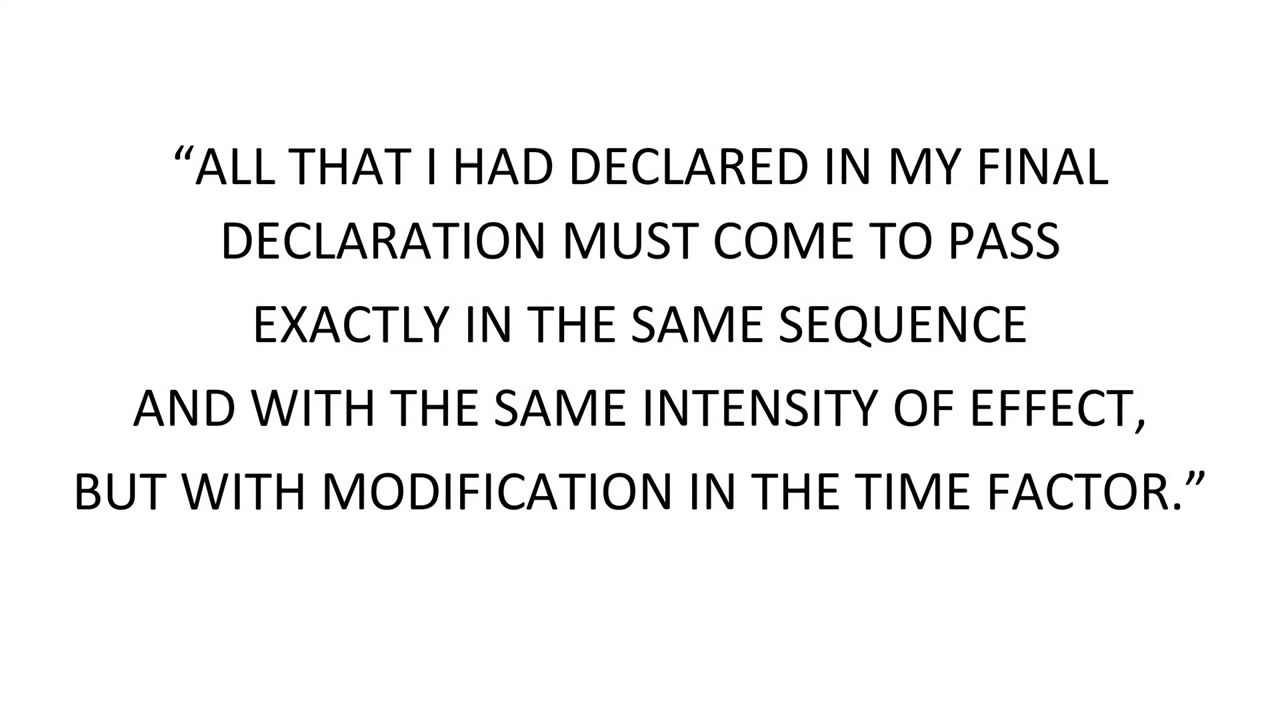 “ALL THAT I HAD DECLARED IN MY FINAL
DECLARATION MUST COME TO PASS
EXACTLY IN THE SAME SEQUENCE
AND WITH THE SAME INTENSITY OF EFFECT,
BUT WITH MODIFICATION IN THE TIME FACTOR.”